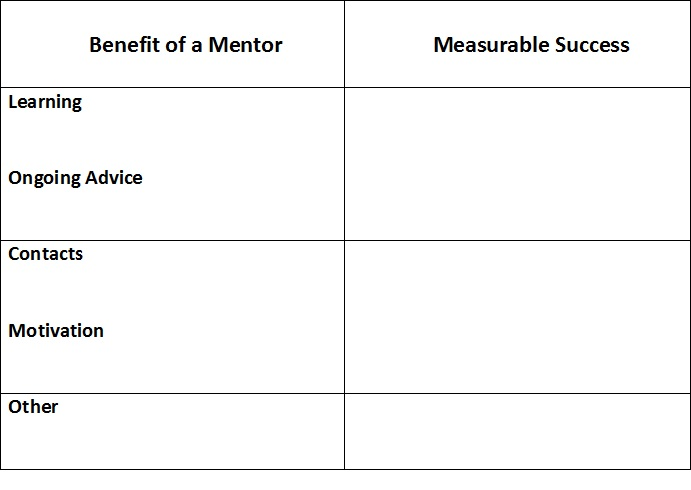 Benefit of a Mentor
Measurable Success
Learning
Ongoing Advice
Contacts
Motivation
Other